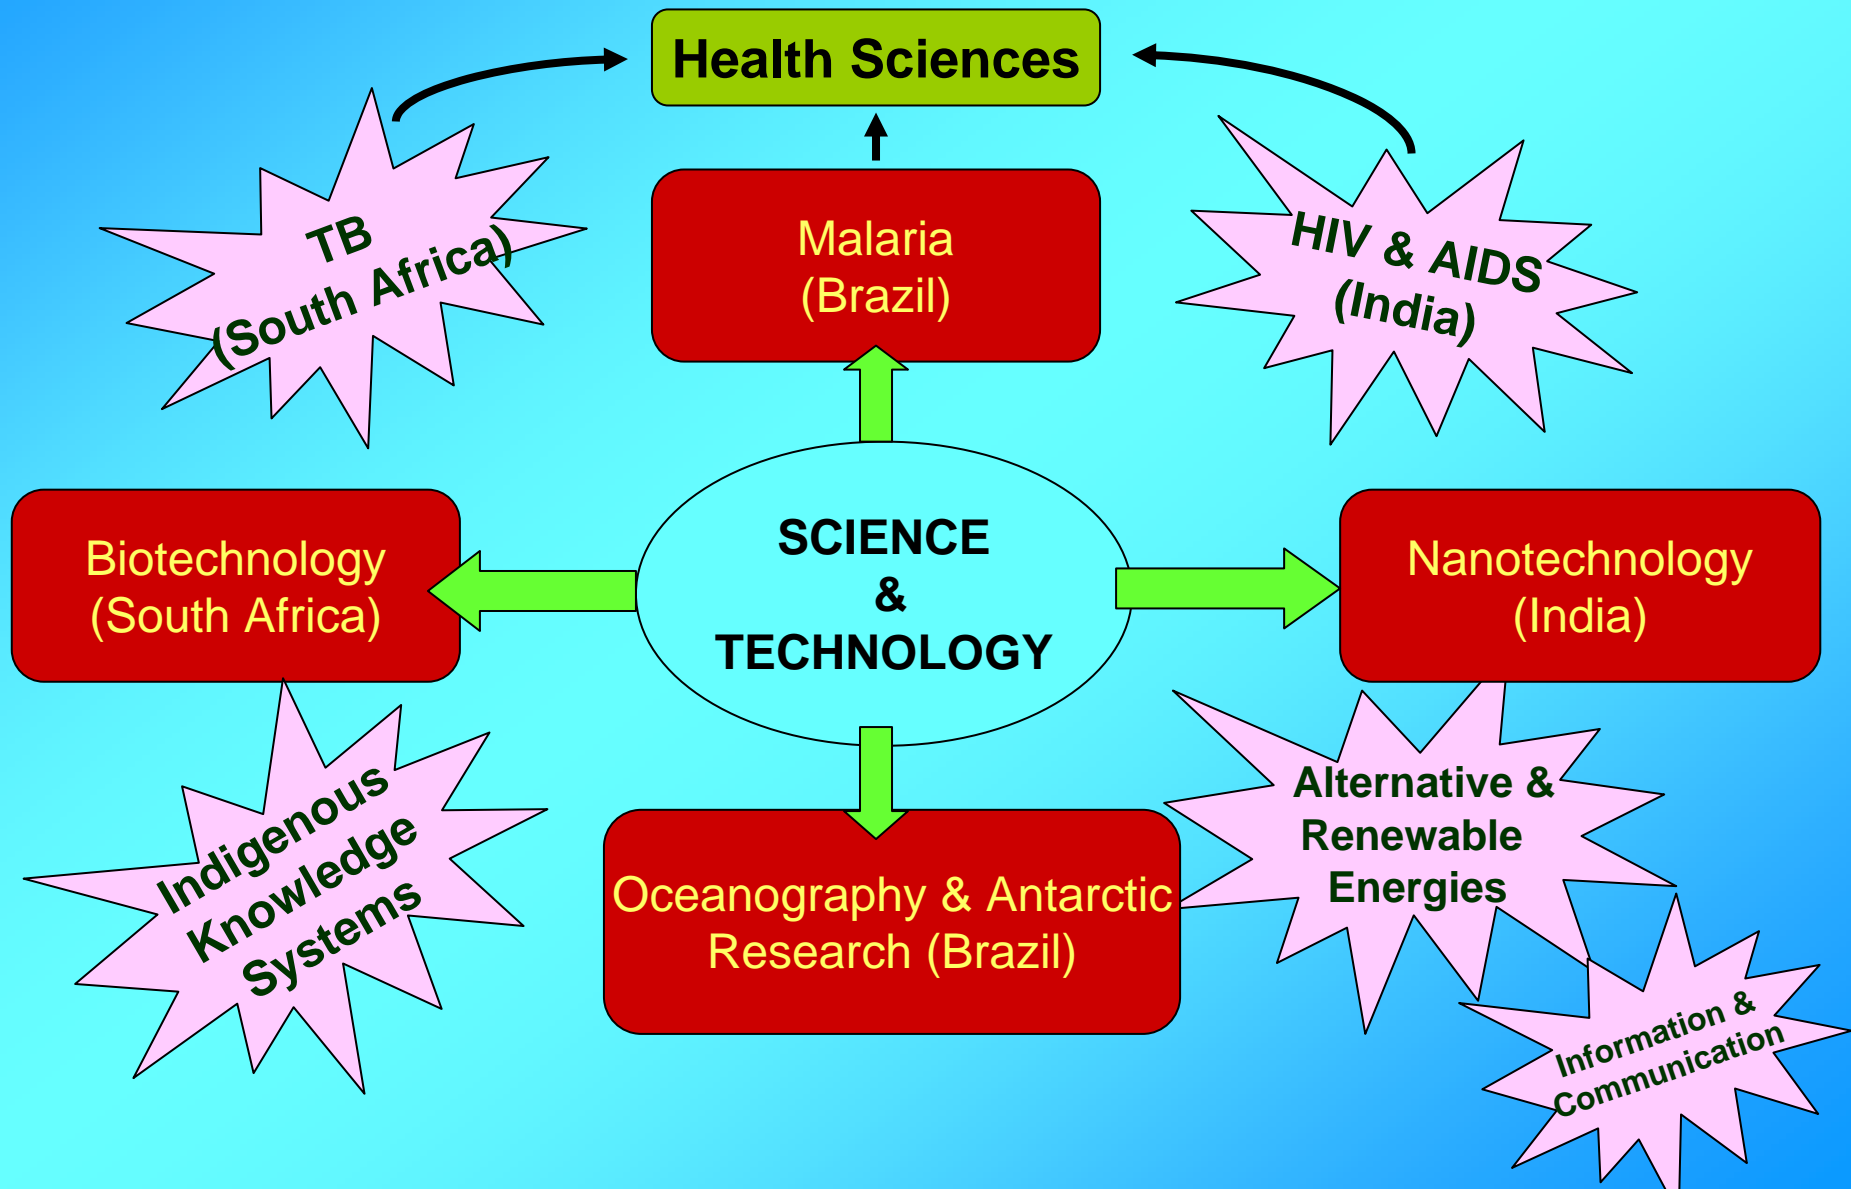 Health Sciences
TB
(South Africa)
Malaria
(Brazil)
HIV & AIDS
(India)
Biotechnology
(South Africa)
SCIENCE
&
TECHNOLOGY
Nanotechnology
(India)
Indigenous
Knowledge
Systems
Oceanography & Antarctic
Research (Brazil)
Alternative &
Renewable
Energies
Information &
Communication